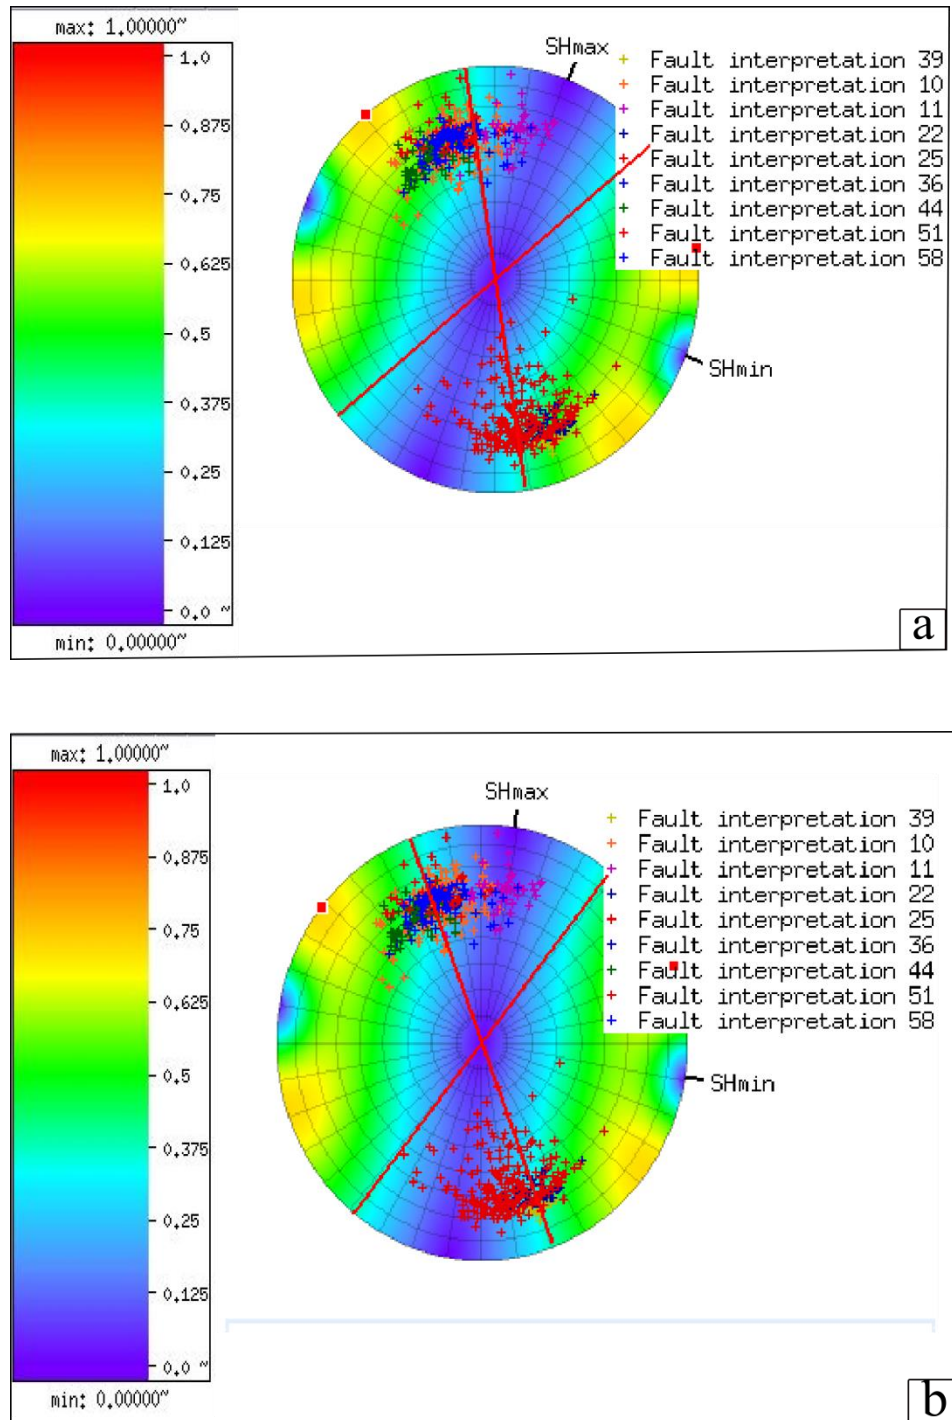 max: 1.00000~
1.0
0.875
0.75
0.625
0.5
0.375
0.25
0.125
0.0 ~
min: 0.00000~
SHmax
SHmin
+ Fault interpretation 39
+ Fault interpretation 10
+ Fault interpretation 11
+ Fault interpretation 22
+ Fault interpretation 25
+ Fault interpretation 36
+ Fault interpretation 44
+ Fault interpretation 51
+ Fault interpretation 58
a
max: 1.00000~
1.0
0.875
0.75
0.625
0.5
0.375
0.25
0.125
0.0 ~
min: 0.00000~
SHmax
SHmin
+ Fault interpretation 39
+ Fault interpretation 10
+ Fault interpretation 11
+ Fault interpretation 22
+ Fault interpretation 25
+ Fault interpretation 36
+ Fault interpretation 44
+ Fault interpretation 51
+ Fault interpretation 58
b